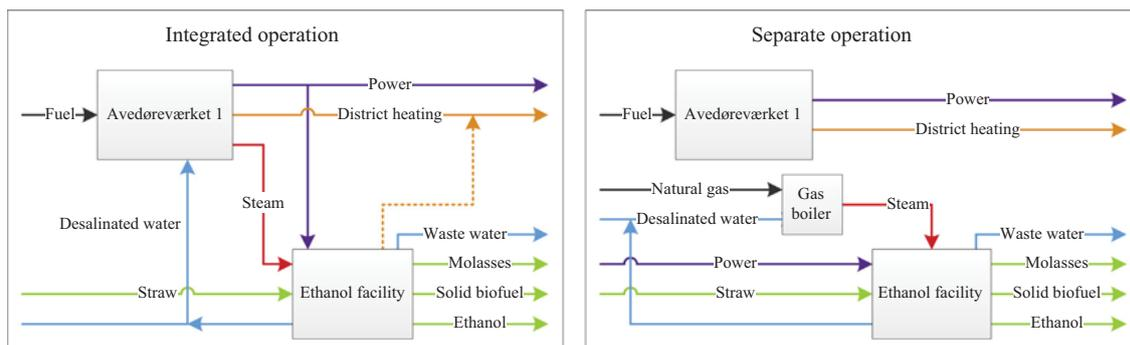 Integrated operation
Power
Fuel
Avedøreværket 1
District heating
Steam
Desalinated water
Waste water
Molasses
Straw
Ethanol facility
Solid biofuel
Ethanol
Separate operation
Power
Fuel
Avedøreværket 1
District heating
Natural gas
Gas
boiler
Steam
Desalinated water
Waste water
Power
Molasses
Straw
Ethanol facility
Solid biofuel
Ethanol